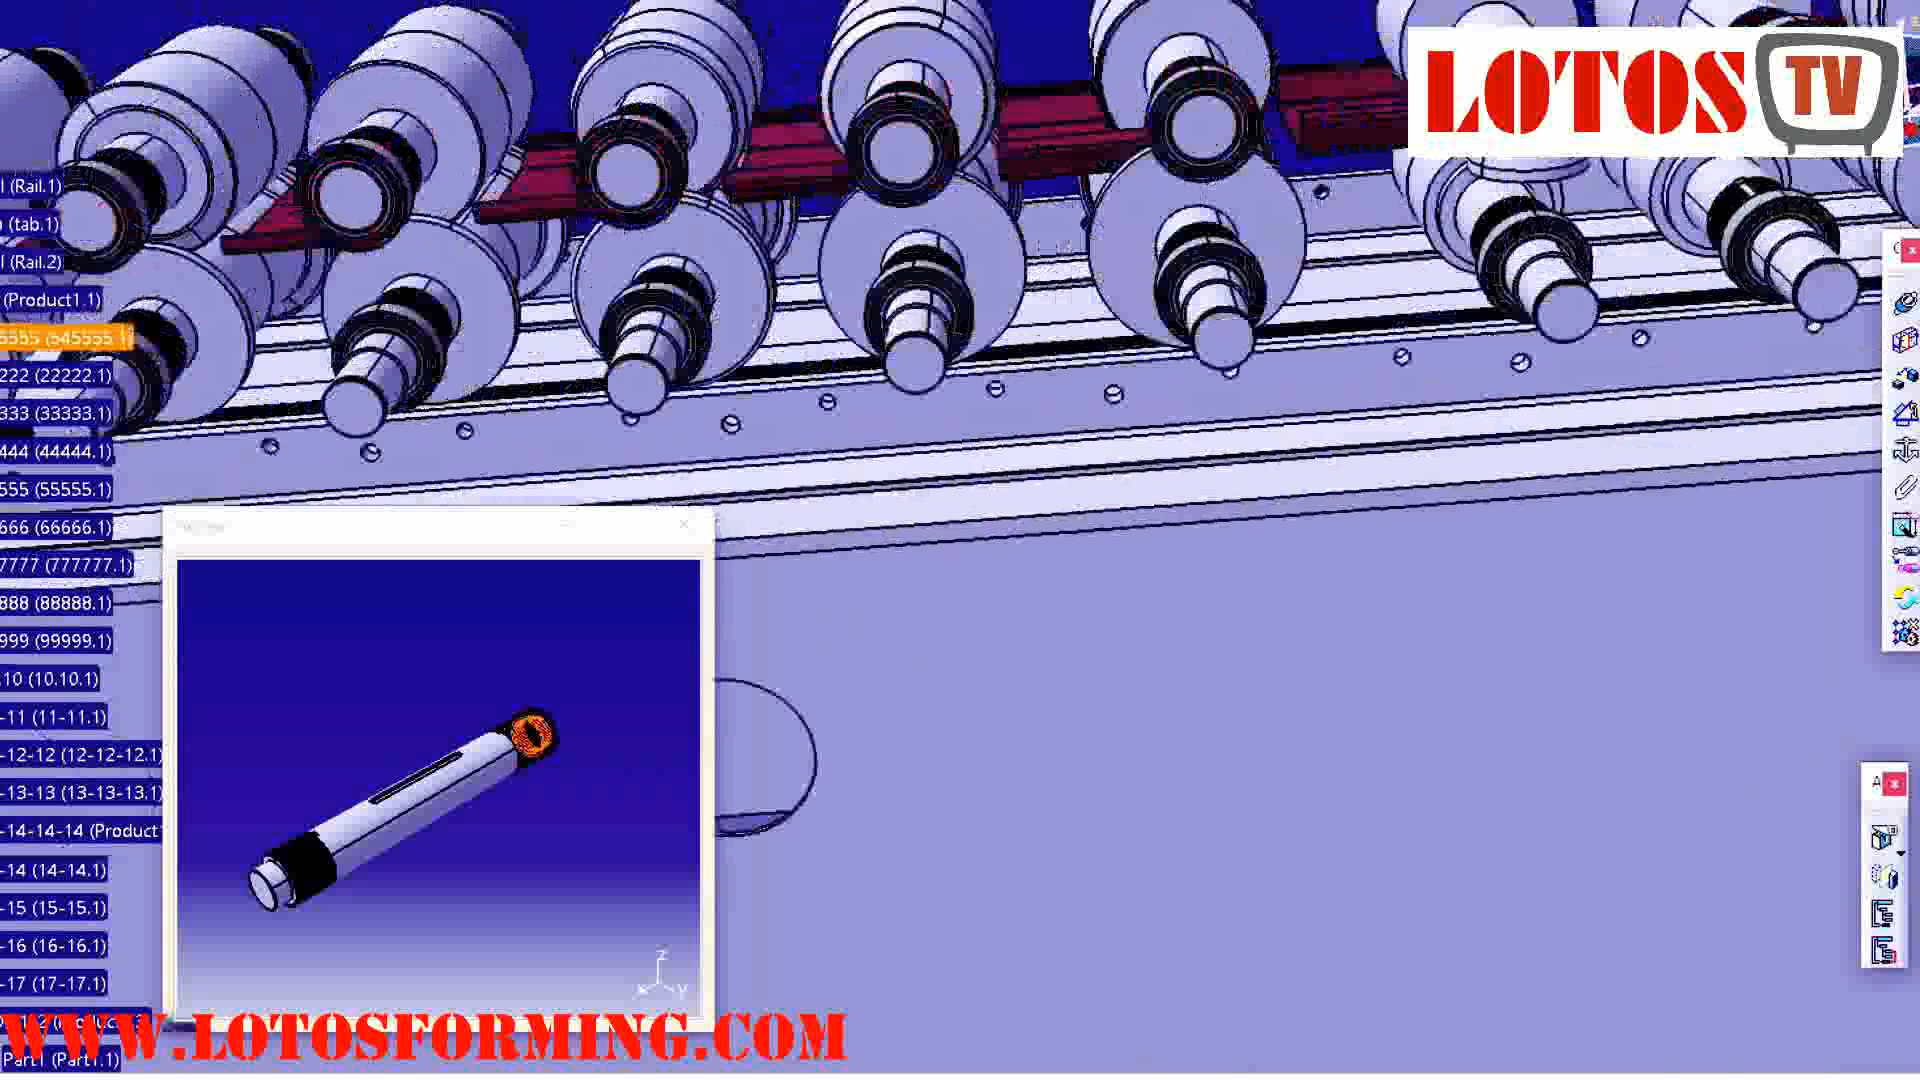 LOTOS TV
l (Rail.1)
(tab.1)
l (Rail.2)
(Product1.1)
5555 (545555.1)
222 (22222.1)
333 (33333.1)
444 (44444.1)
555 (55555.1)
666 (66666.1)
7777 (777777.1)
888 (88888.1)
999 (99999.1)
.10 (10.10.1)
-11 (11-11.1)
-12-12 (12-12-12.1)
-13-13 (13-13-13.1)
-14-14-14 (Product
-14 (14-14.1)
-15 (15-15.1)
-16 (16-16.1)
-17 (17-17.1)
z
x y
A
WWW.LOTOSFORMING.COM
Part1 (Part1.1)